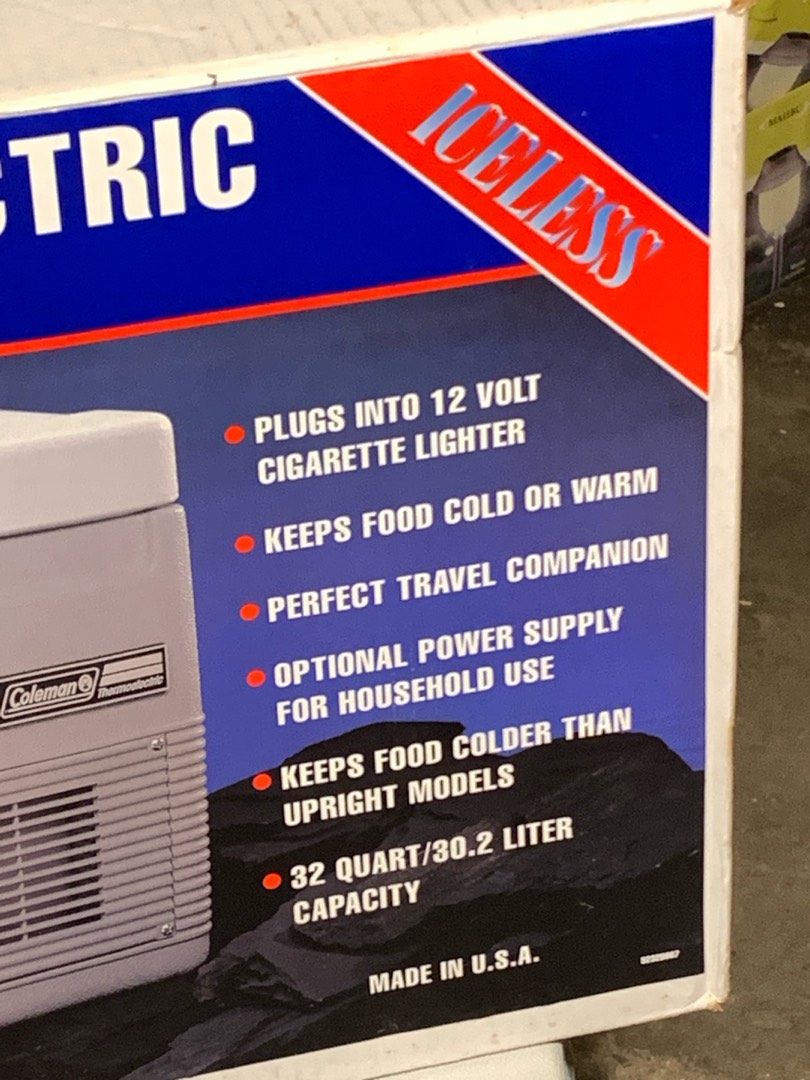 CTRIC
ICELESS
PLUGS INTO 12 VOLT
CIGARETTE LIGHTER
KEEPS FOOD COLD OR WARM
PERFECT TRAVEL COMPANION
OPTIONAL POWER SUPPLY
FOR HOUSEHOLD USE
Coleman
Thermoelectric
KEEPS FOOD COLDER THAN
UPRIGHT MODELS
32 QUART/30.2 LITER
CAPACITY
MADE IN U.S.A.